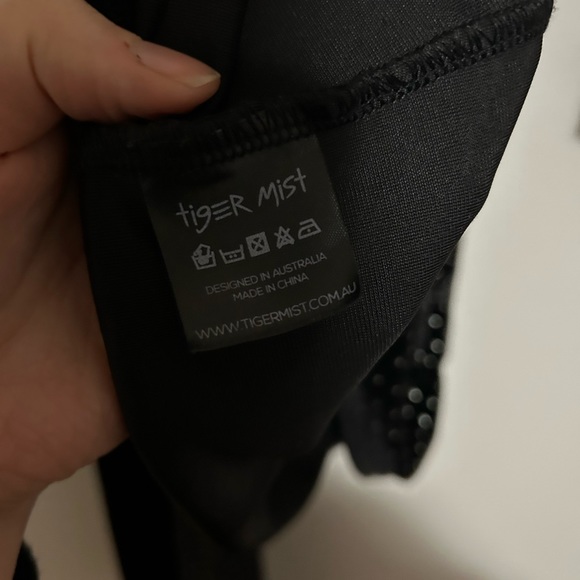 tigER Mist
DESIGNED IN AUSTRALIA
MADE IN CHINA
WWW.TIGERMIST.COM.AU